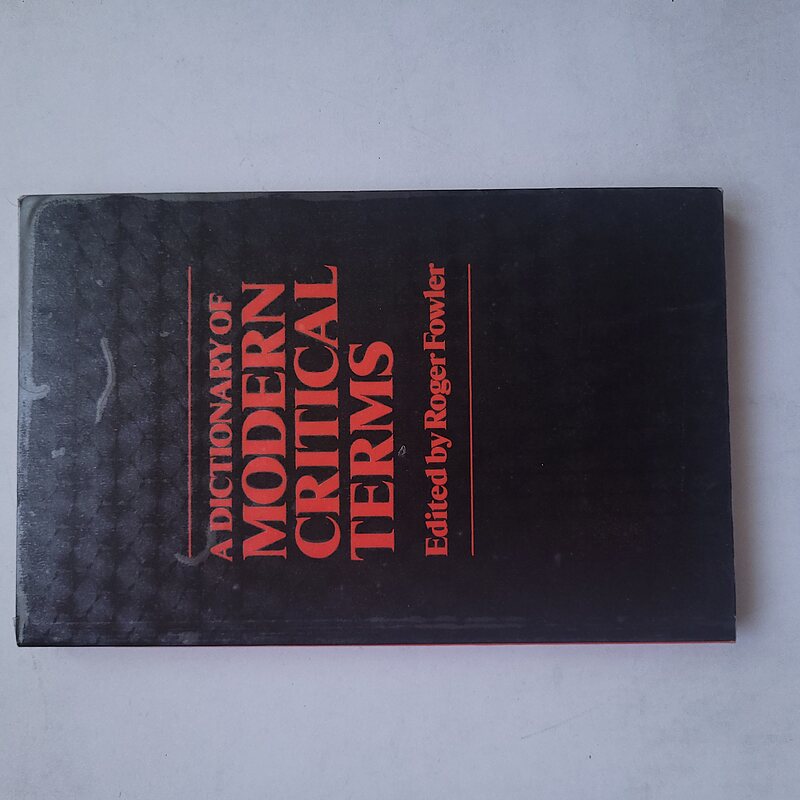 A DICTIONARY OF
MODERN
CRITICAL
TERMS
Edited by Roger Fowler